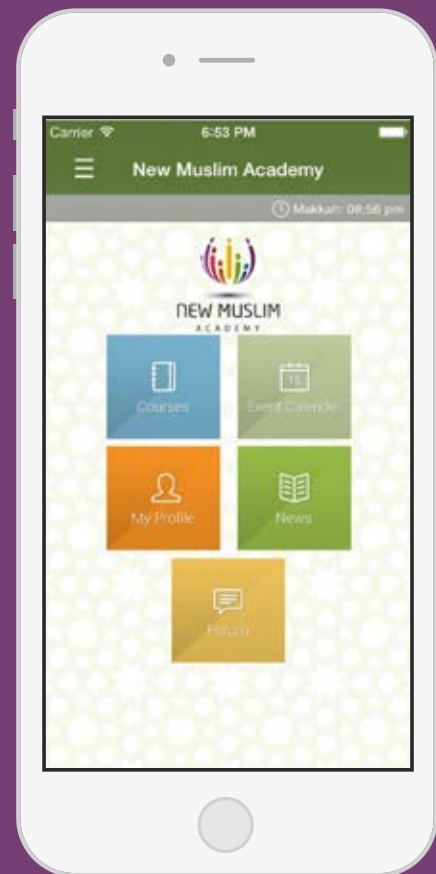 Carrier 6:53 PM
New Muslim Academy
Makkah: 08:56 pm
NEW MUSLIM
ACADEMY
15
Courses Event Calender
My Profile News
Forum